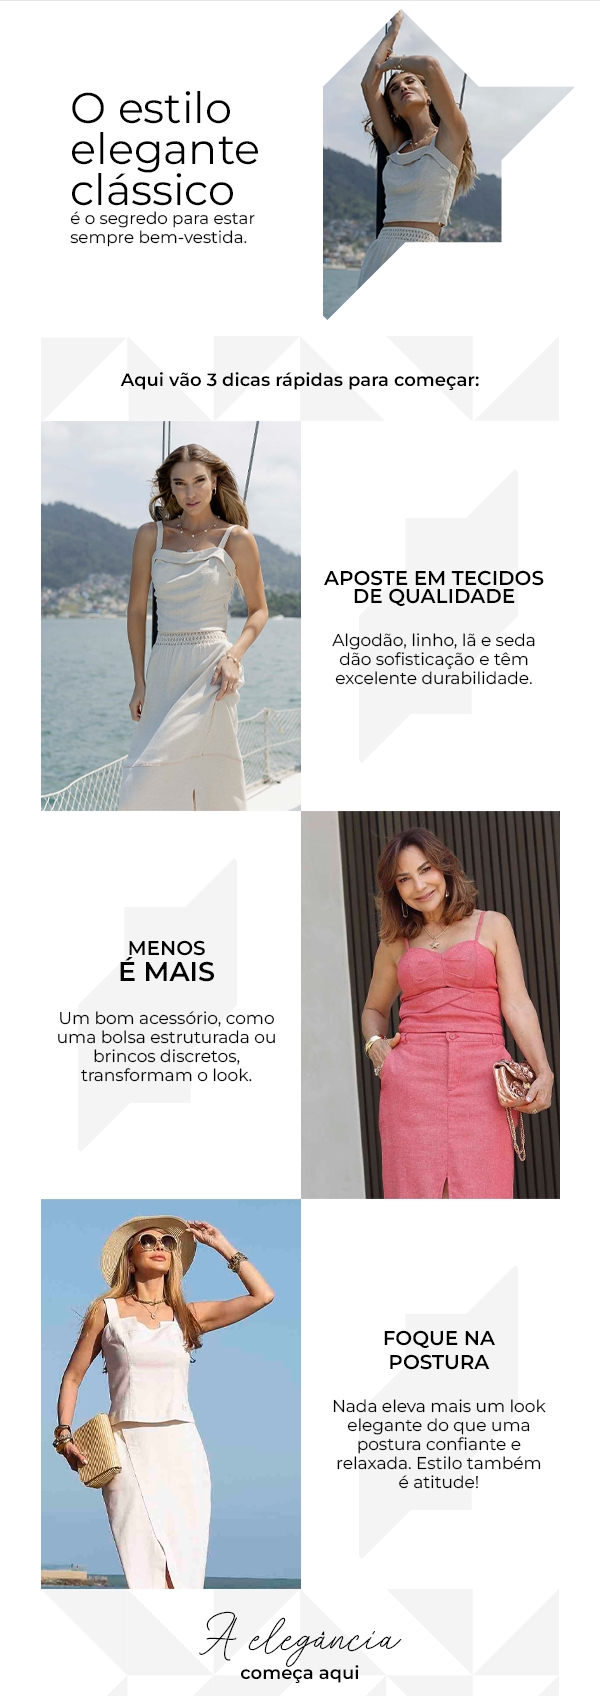 O estilo
elegante
clássico
é o segredo para estar
sempre bem-vestida.
Aqui vão 3 dicas rápidas para começar:
APOSTE EM TECIDOS
DE QUALIDADE
Algodão, linho, lã e seda
dão sofisticação e têm
excelente durabilidade.
MENOS
É MAIS
Um bom acessório, como
uma bolsa estruturada ou
brincos discretos,
transformam o look.
FOQUE NA
POSTURA
Nada eleva mais um look
elegante do que uma
postura confiante e
relaxada. Estilo também
é atitude!
A elegância
começa aqui